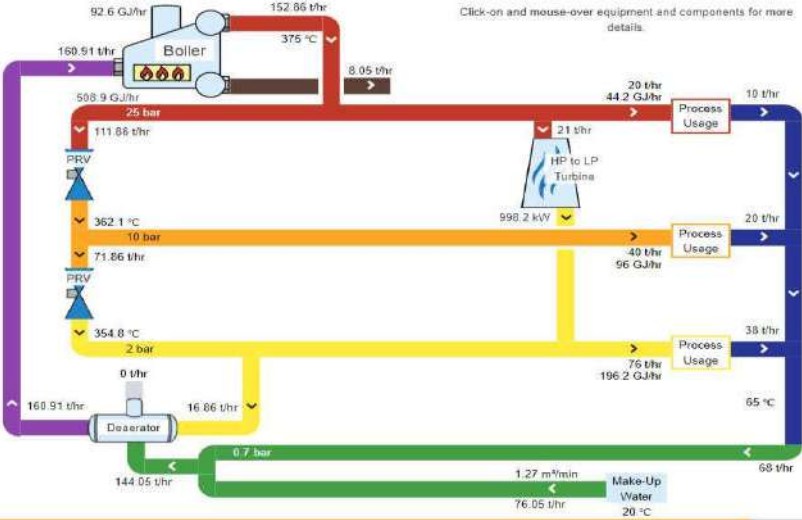 92.6 GJ/hr
152.86 t/hr
Click-on and mouse-over equipment and components for more
details.
375 °C
Boiler
160.91 t/hr
8.05 t/hr
508.9 GJ/hr
20 t/hr
44.2 GJ/hr
10 t/hr
25 bar
Process
Usage
111.86 t/hr
21 t/hr
PRV
HP to LP
Turbine
998.2 kW
362.1 °C
20 t/hr
10 bar
Process
Usage
71.86 t/hr
40 t/hr
96 GJ/hr
PRV
354.8 °C
38 t/hr
2 bar
Process
Usage
76 t/hr
196.2 GJ/hr
0 t/hr
65 °C
160.91 t/hr
16.86 t/hr
Deaerator
0.7 bar
68 t/hr
144.05 t/hr
1.27 m³/min
76.05 t/hr
Make-Up
Water
20 °C